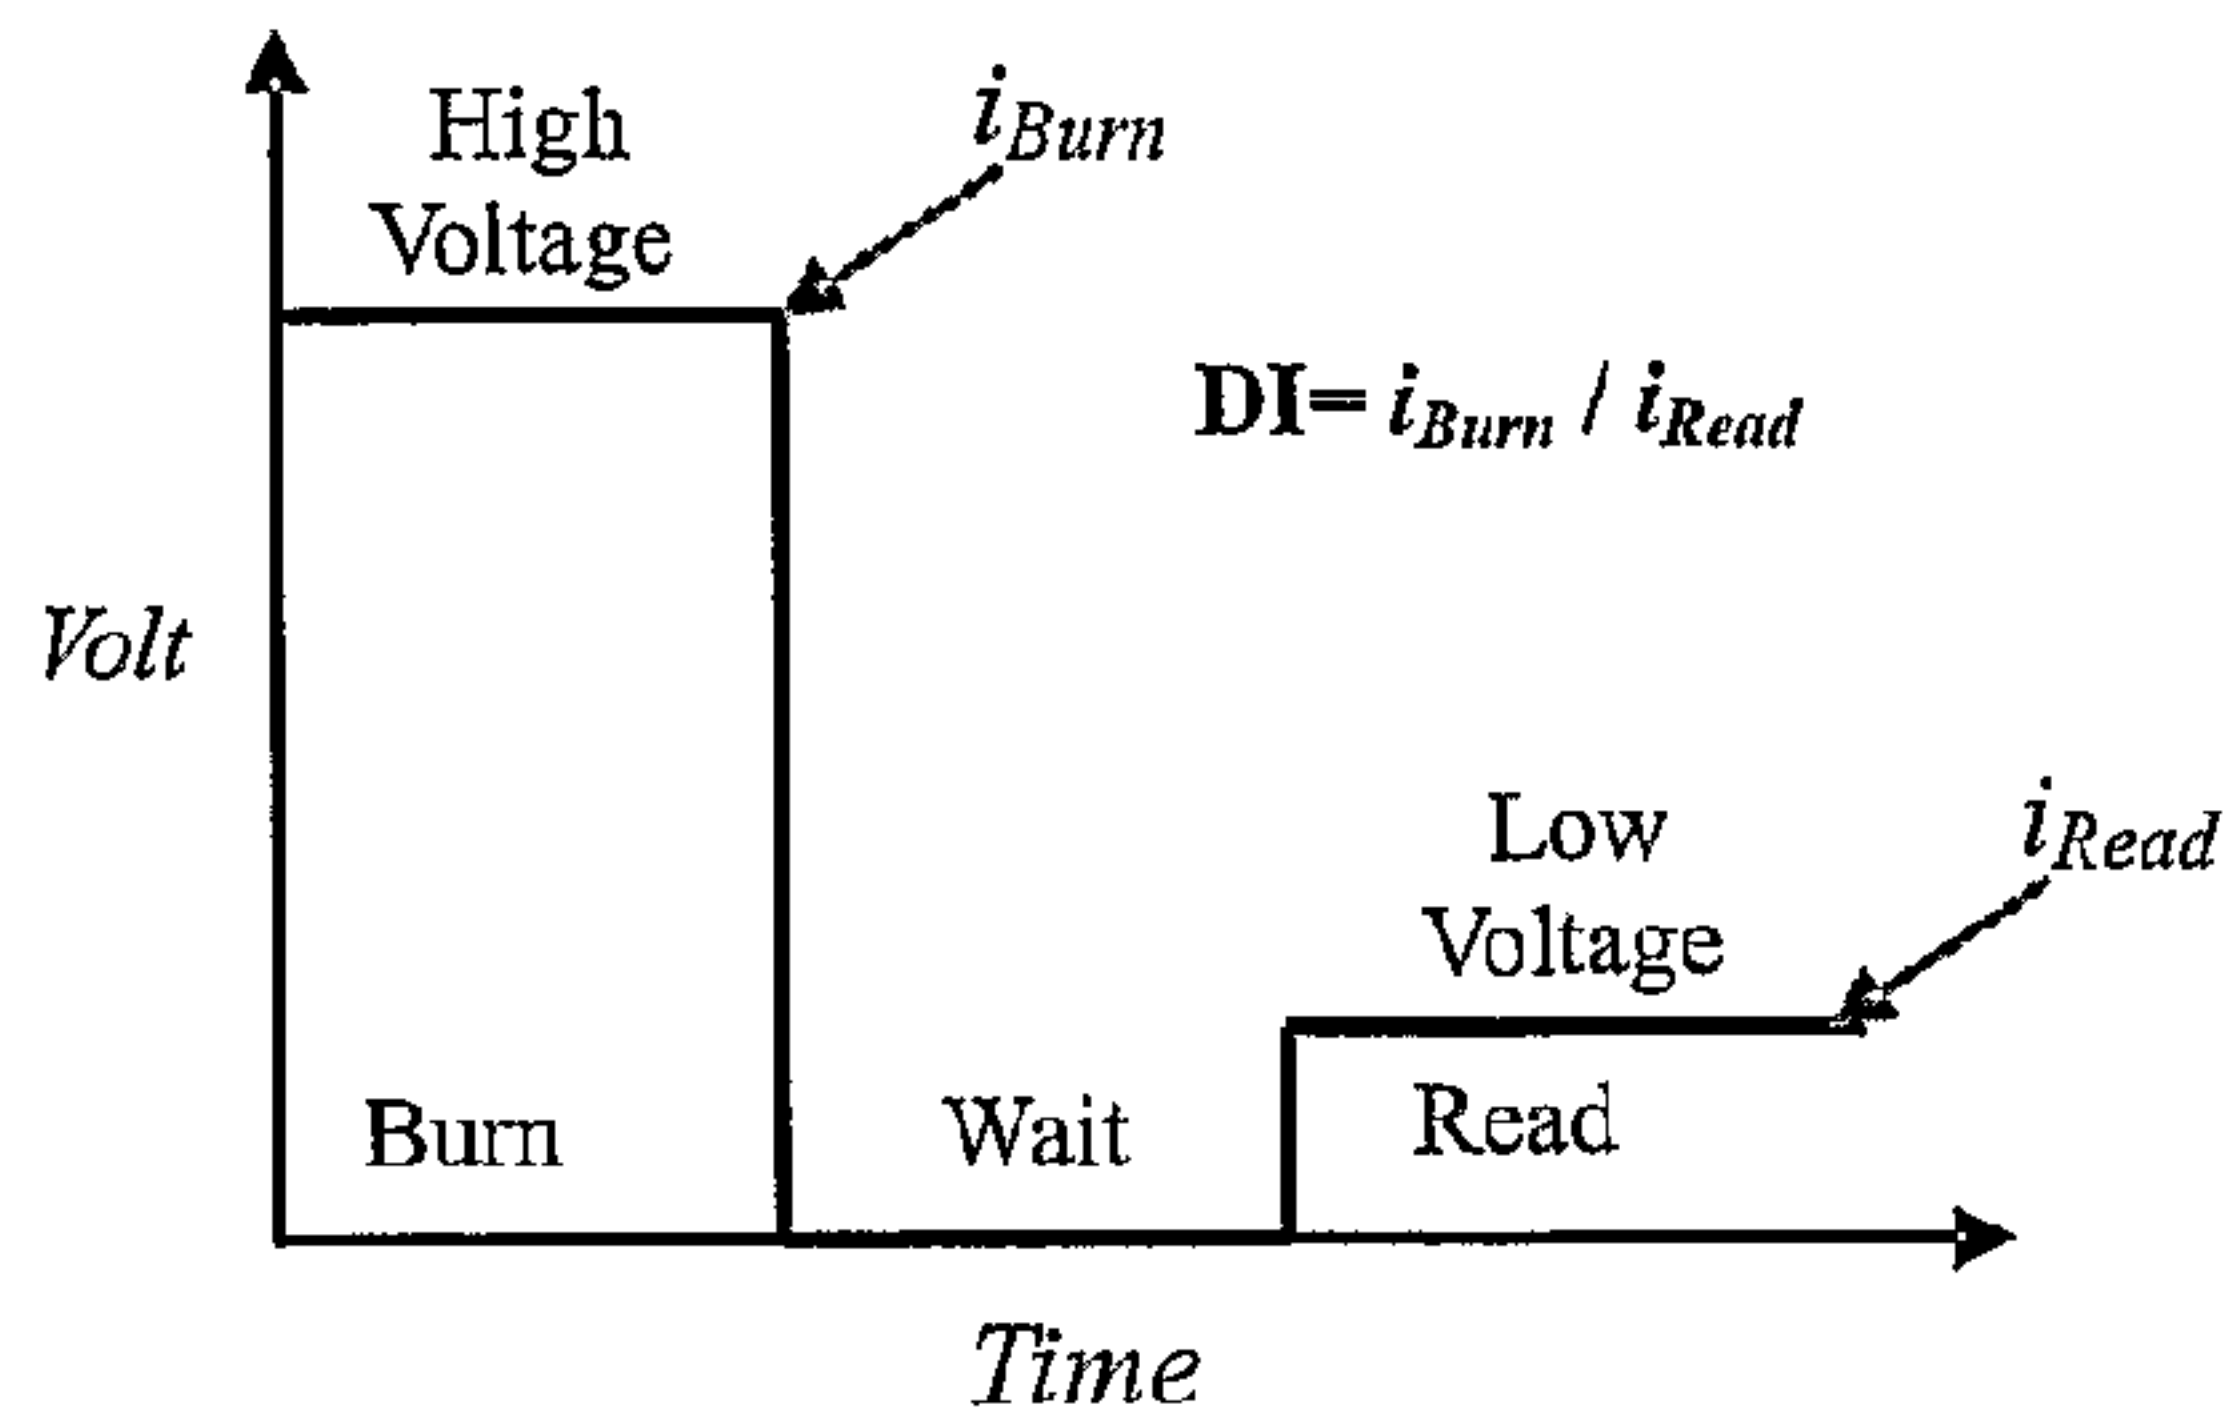 High
Voltage
iBurn
DI= iBurn / iRead
Volt
Low
Voltage
iRead
Burn
Wait
Read
Time